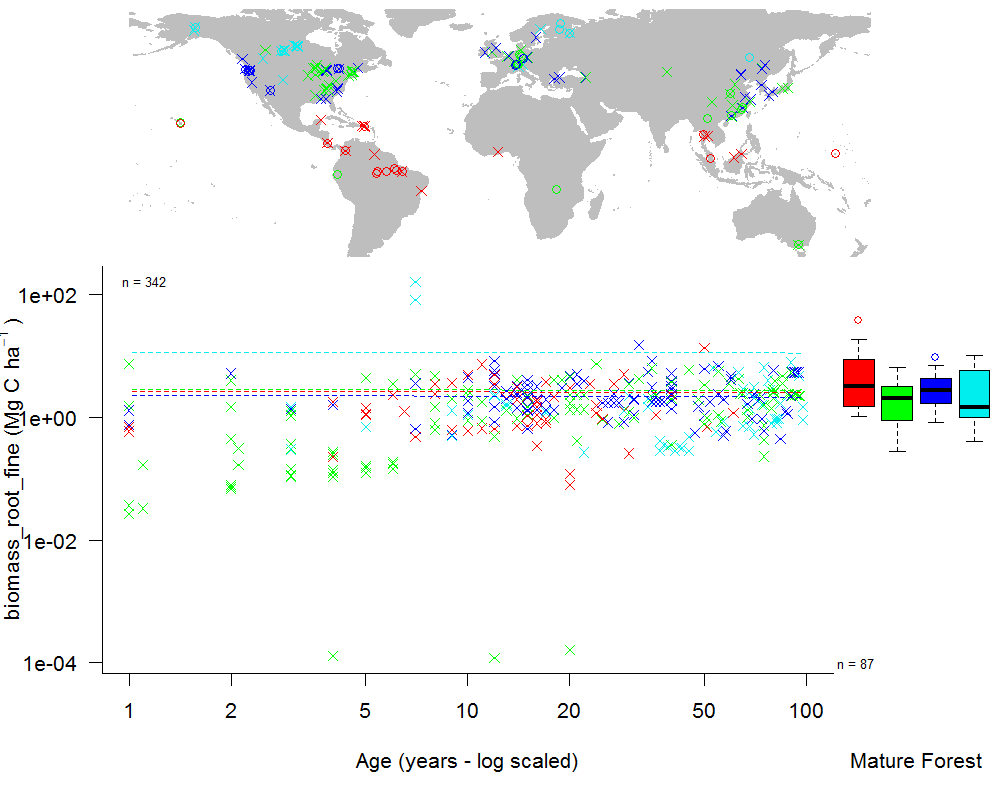 n = 342
1e+02
1e+00
1e-02
1e-04
biomass_root_fine (Mg C ha⁻¹)
n = 87
1 2 5 10 20 50 100
Age (years - log scaled)
Mature Forest